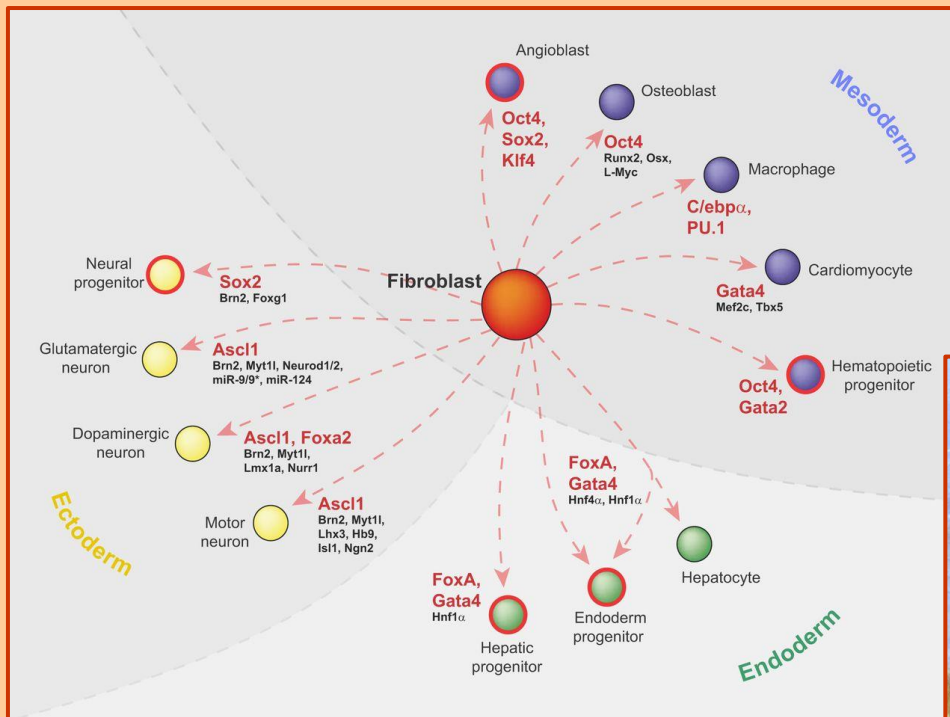 Angioblast
Oct4,
Sox2,
Klf4
Osteoblast
Oct4
Runx2, Osx,
L-Myc
Mesoderm
Macrophage
C/ebpα,
PU.1
Cardiomyocyte
Gata4
Mef2c, Tbx5
Hematopoietic
progenitor
Oct4,
Gata2
Fibroblast
Neural
progenitor
Sox2
Brn2, Foxg1
Glutamatergic
neuron
Ascl1
Brn2, Myt1l, Neurod1/2,
miR-9/9*, miR-124
Dopaminergic
neuron
Ascl1, Foxa2
Brn2, Myt1l,
Lmx1a, Nurr1
Motor
neuron
Ascl1
Brn2, Myt1l,
Lhx3, Hb9,
Isl1, Ngn2
Ectoderm
FoxA,
Gata4
Hnf4α, Hnf1α
Hepatocyte
FoxA,
Gata4
Hnf1α
Hepatic
progenitor
Endoderm
progenitor
Endoderm